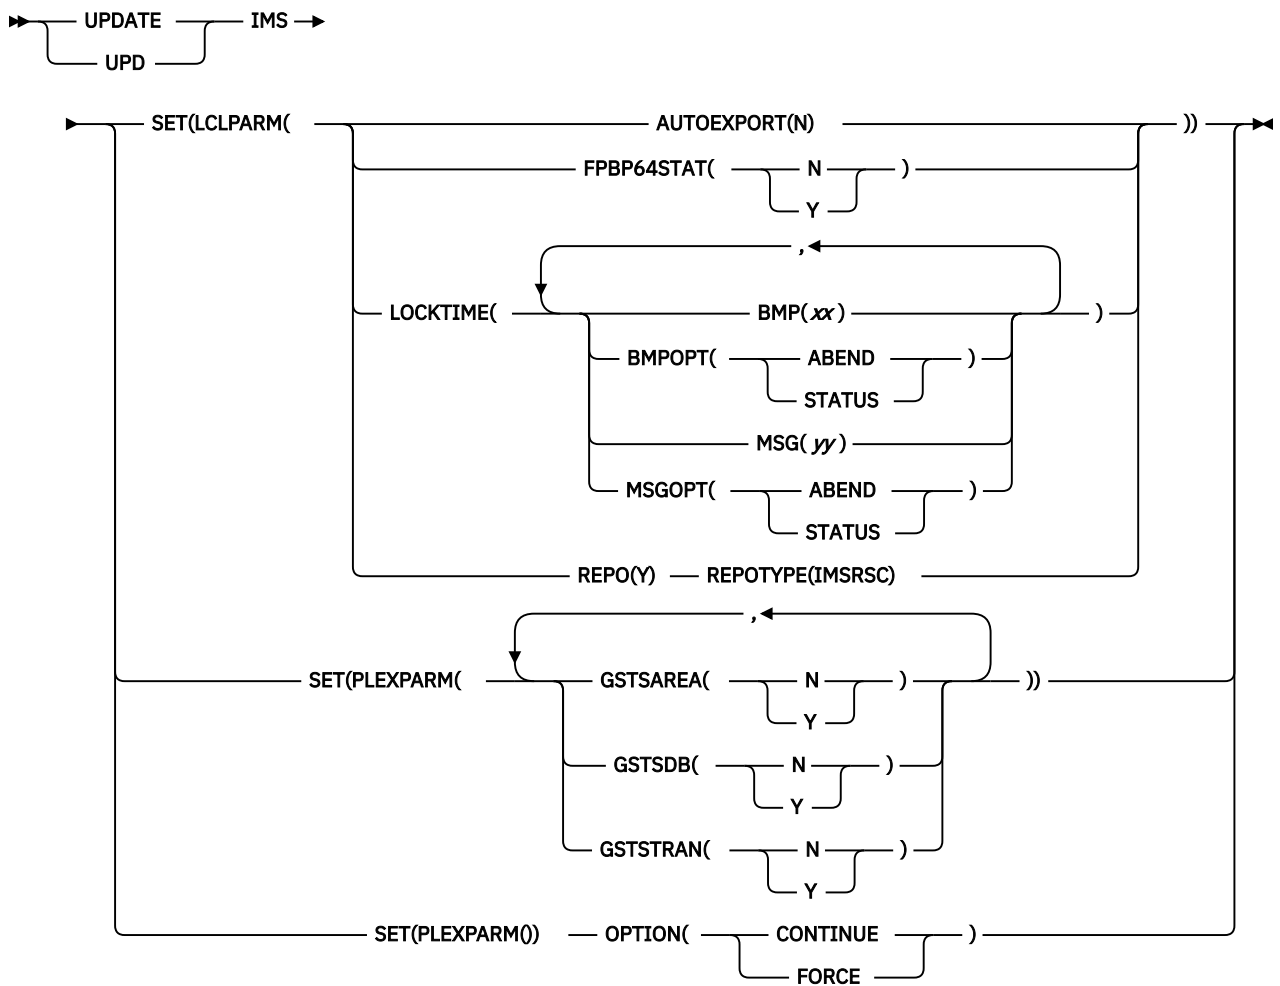 UPDATE IMS
UPD
SET(LCLPARM( AUTOEXPORT(N) ))
FPBP64STAT( N )
Y
,
LOCKTIME( BMP(xx) )
BMPOPT( ABEND )
STATUS
MSG(yy)
MSGOPT( ABEND )
STATUS
REPO(Y) REPOTYPE(IMSRSC)
,
SET(PLEXPARM( GSTSAREA( N ) ))
Y
GSTSDB( N )
Y
GSTSTRAN( N )
Y
SET(PLEXPARM()) OPTION( CONTINUE )
FORCE